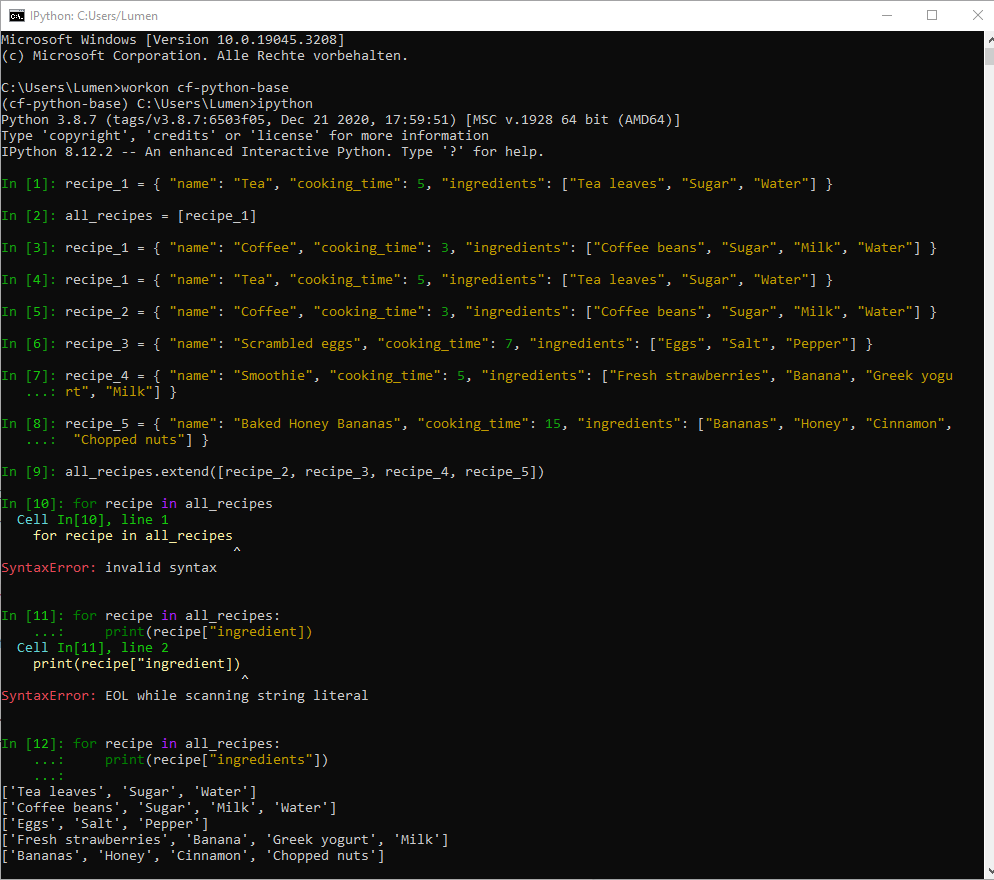 IPython: C:Users/Lumen
Microsoft Windows [Version 10.0.19045.3208]
(c) Microsoft Corporation. Alle Rechte vorbehalten.
C:\Users\Lumen>workon cf-python-base
(cf-python-base) C:\Users\Lumen>ipython
Python 3.8.7 (tags/v3.8.7:6503f05, Dec 21 2020, 17:59:51) [MSC v.1928 64 bit (AMD64)]
Type 'copyright', 'credits' or 'license' for more information
IPython 8.12.2 -- An enhanced Interactive Python. Type '?' for help.
In [1]: recipe_1 = { "name": "Tea", "cooking_time": 5, "ingredients": ["Tea leaves", "Sugar", "Water"] }
In [2]: all_recipes = [recipe_1]
In [3]: recipe_1 = { "name": "Coffee", "cooking_time": 3, "ingredients": ["Coffee beans", "Sugar", "Milk", "Water"] }
In [4]: recipe_1 = { "name": "Tea", "cooking_time": 5, "ingredients": ["Tea leaves", "Sugar", "Water"] }
In [5]: recipe_2 = { "name": "Coffee", "cooking_time": 3, "ingredients": ["Coffee beans", "Sugar", "Milk", "Water"] }
In [6]: recipe_3 = { "name": "Scrambled eggs", "cooking_time": 7, "ingredients": ["Eggs", "Salt", "Pepper"] }
In [7]: recipe_4 = { "name": "Smoothie", "cooking_time": 5, "ingredients": ["Fresh strawberries", "Banana", "Greek yogu
   ...: rt", "Milk"] }
In [8]: recipe_5 = { "name": "Baked Honey Bananas", "cooking_time": 15, "ingredients": ["Bananas", "Honey", "Cinnamon",
   ...:  "Chopped nuts"] }
In [9]: all_recipes.extend([recipe_2, recipe_3, recipe_4, recipe_5])
In [10]: for recipe in all_recipes
  Cell In[10], line 1
    for recipe in all_recipes
                             ^
SyntaxError: invalid syntax
In [11]: for recipe in all_recipes:
    ...:     print(recipe["ingredient])
  Cell In[11], line 2
    print(recipe["ingredient])
                              ^
SyntaxError: EOL while scanning string literal
In [12]: for recipe in all_recipes:
    ...:     print(recipe["ingredients"])
    ...:
['Tea leaves', 'Sugar', 'Water']
['Coffee beans', 'Sugar', 'Milk', 'Water']
['Eggs', 'Salt', 'Pepper']
['Fresh strawberries', 'Banana', 'Greek yogurt', 'Milk']
['Bananas', 'Honey', 'Cinnamon', 'Chopped nuts']